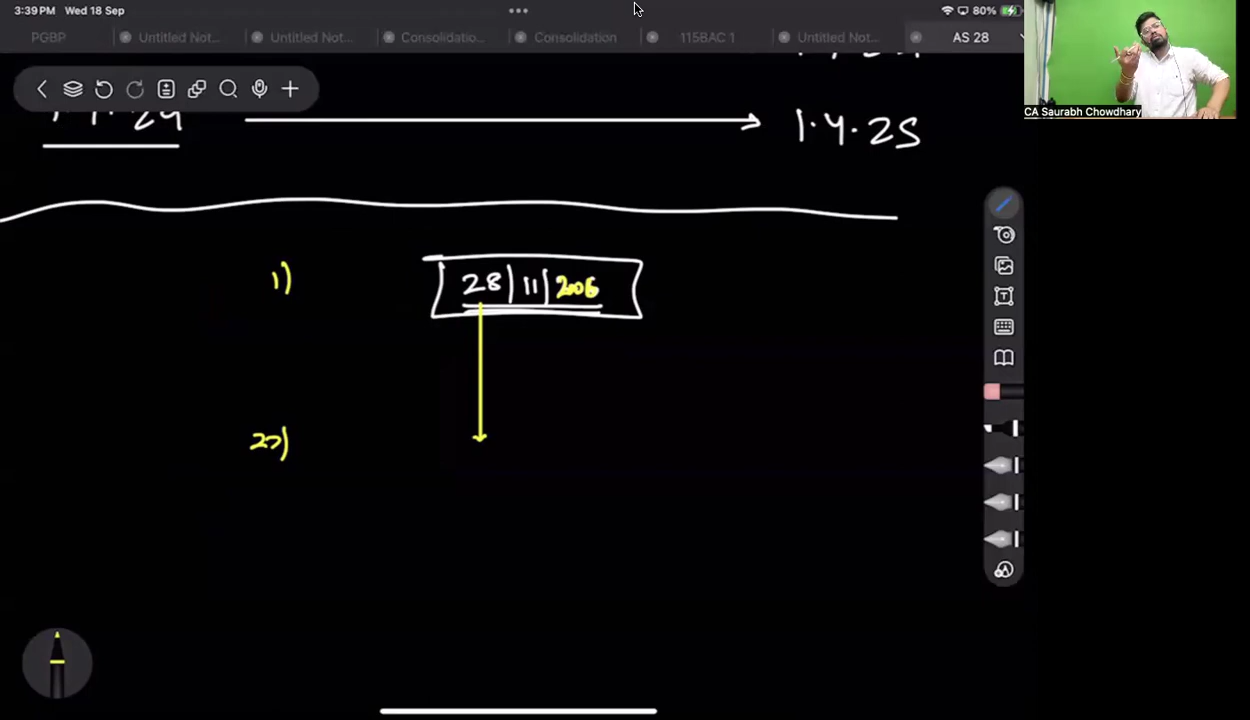 3:39 PM Wed 18 Sep
80%
PGBP
Untitled Not...
Untitled Not...
Consolidatio...
Consolidation
115BAC 1
Untitled Not...
AS 28
CA Saurabh Chowdhary
1.4.25
1) 28|11|2006
22)